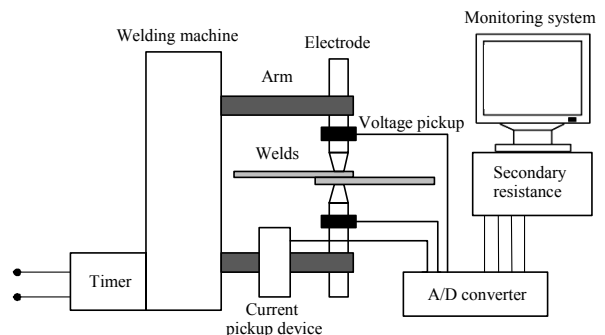 Monitoring system
Welding machine
Electrode
Arm
Voltage pickup
Welds
Secondary
resistance
Timer
A/D converter
Current
pickup device